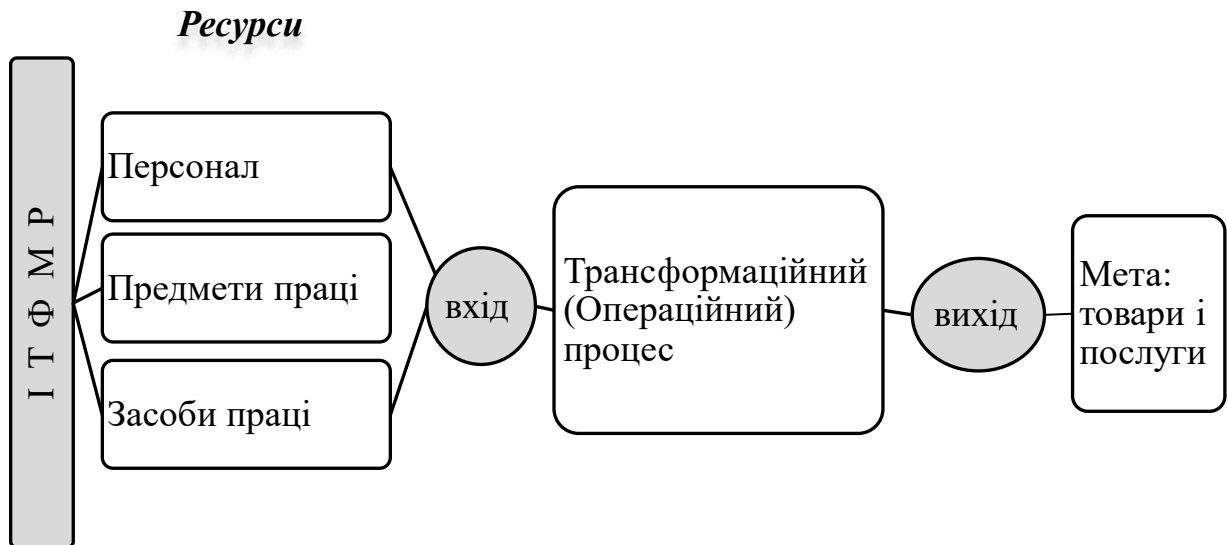 Ресурси
І Т Ф М Р
Персонал
Предмети праці
Засоби праці
вхід
Трансформаційний
(Операційний)
процес
вихід
Мета:
товари і
послуги